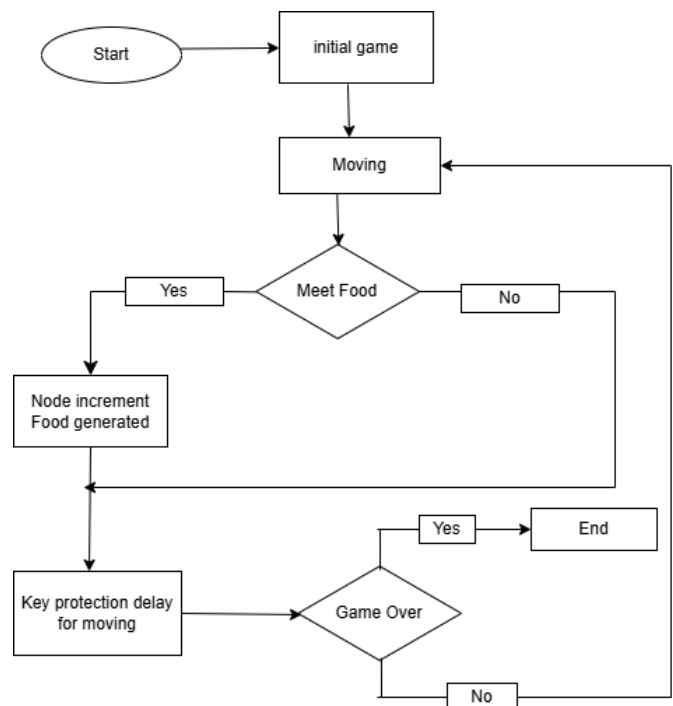 Start
initial game
Moving
Meet Food
Yes
No
Node increment
Food generated
Yes
End
Key protection delay
for moving
Game Over
No